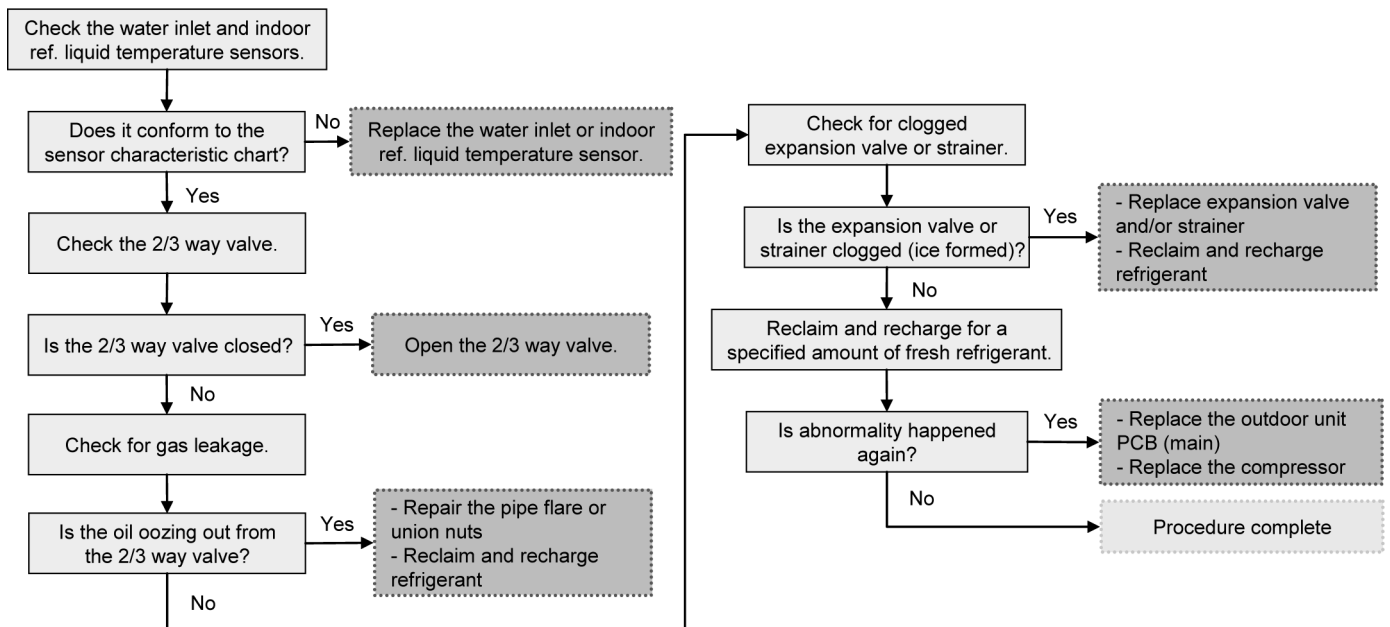 Check the water inlet and indoor
ref. liquid temperature sensors.
Does it conform to the
sensor characteristic chart?
No
Replace the water inlet or indoor
ref. liquid temperature sensor.
Yes
Check the 2/3 way valve.
Is the 2/3 way valve closed?
Yes
Open the 2/3 way valve.
No
Check for gas leakage.
Is the oil oozing out from
the 2/3 way valve?
Yes
- Repair the pipe flare or
union nuts
- Reclaim and recharge
refrigerant
No
Check for clogged
expansion valve or strainer.
Is the expansion valve or
strainer clogged (ice formed)?
Yes
- Replace expansion valve
and/or strainer
- Reclaim and recharge
refrigerant
No
Reclaim and recharge for a
specified amount of fresh refrigerant.
Is abnormality happened
again?
Yes
- Replace the outdoor unit
PCB (main)
- Replace the compressor
No
Procedure complete